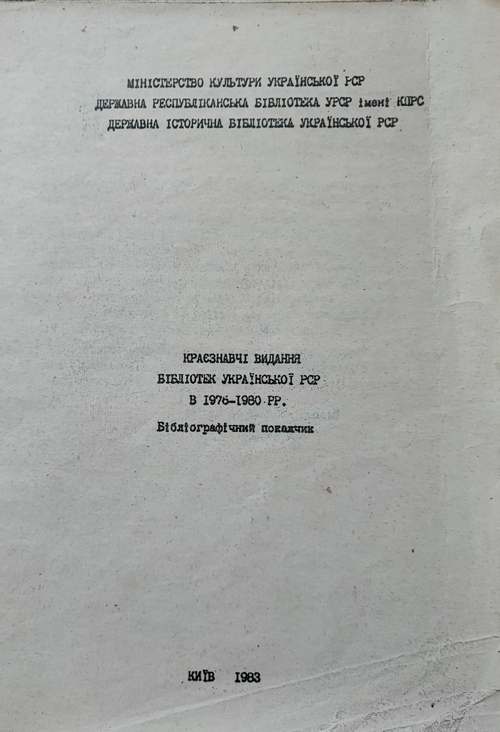 МІНІСТЕРСТВО КУЛЬТУРИ УКРАЇНСЬКОЇ РСР
ДЕРЖАВНА РЕСПУБЛІКАНСЬКА БІБЛІОТЕКА УРСР імені КПРС
ДЕРЖАВНА ІСТОРИЧНА БІБЛІОТЕКА УКРАЇНСЬКОЇ РСР
КРАЄЗНАВЧІ ВИДАННЯ
БІБЛІОТЕК УКРАЇНСЬКОЇ РСР
В 1976-1980 РР.
Бібліографічний покажчик
КИЇВ 1983